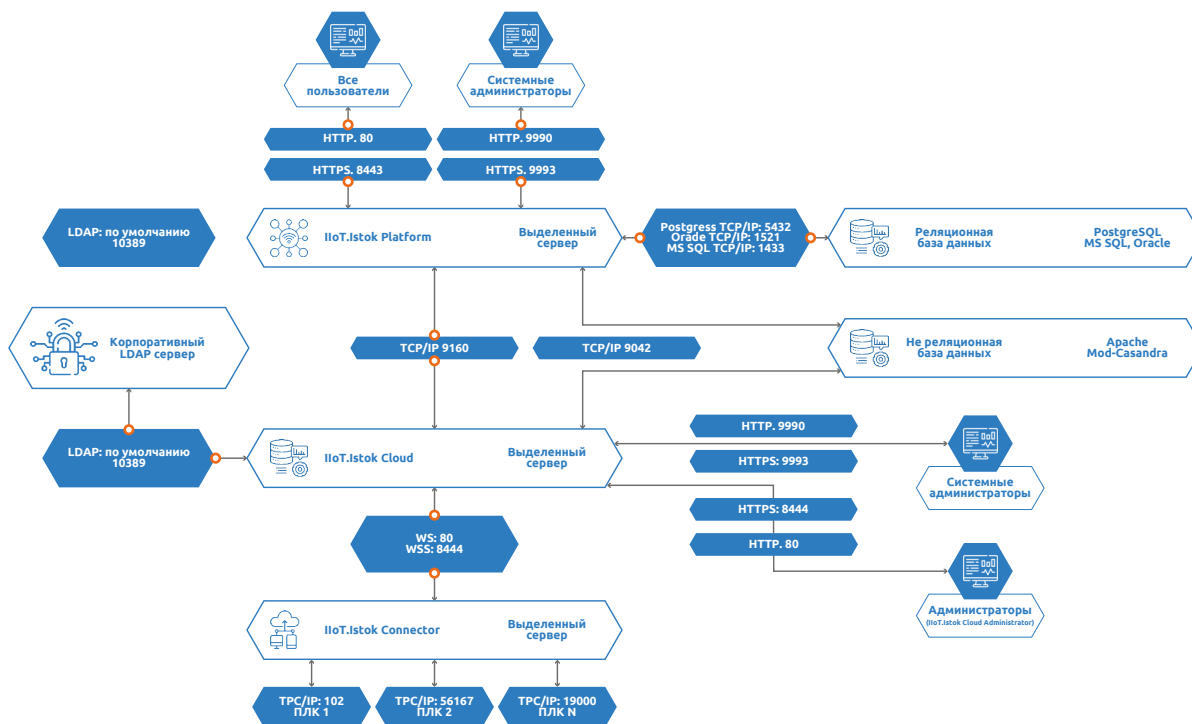 Все
пользователи
Системные
администраторы
HTTP. 80
HTTP. 9990
HTTPS. 8443
HTTPS. 9993
LDAP: по умолчанию
10389
IIoT.Istok Platform
Выделенный
сервер
Postgress TCP/IP: 5432
Orade TCP/IP: 1521
MS SQL TCP/IP: 1433
Реляционная
база данных
PostgreSQL
MS SQL, Oracle
Корпоративный
LDAP сервер
TCP/IP 9160
TCP/IP 9042
Не реляционная
база данных
Apache
Mod-Casandra
LDAP: по умолчанию
10389
IIoT.Istok Cloud
Выделенный
сервер
HTTP. 9990
HTTPS: 9993
Системные
администраторы
HTTPS: 8444
HTTP. 80
WS: 80
WSS: 8444
Администраторы
(IIoT.Istok Cloud Administrator)
IIoT.Istok Connector
Выделенный
сервер
TPC/IP: 102
ПЛК 1
TPC/IP: 56167
ПЛК 2
TPC/IP: 19000
ПЛК N